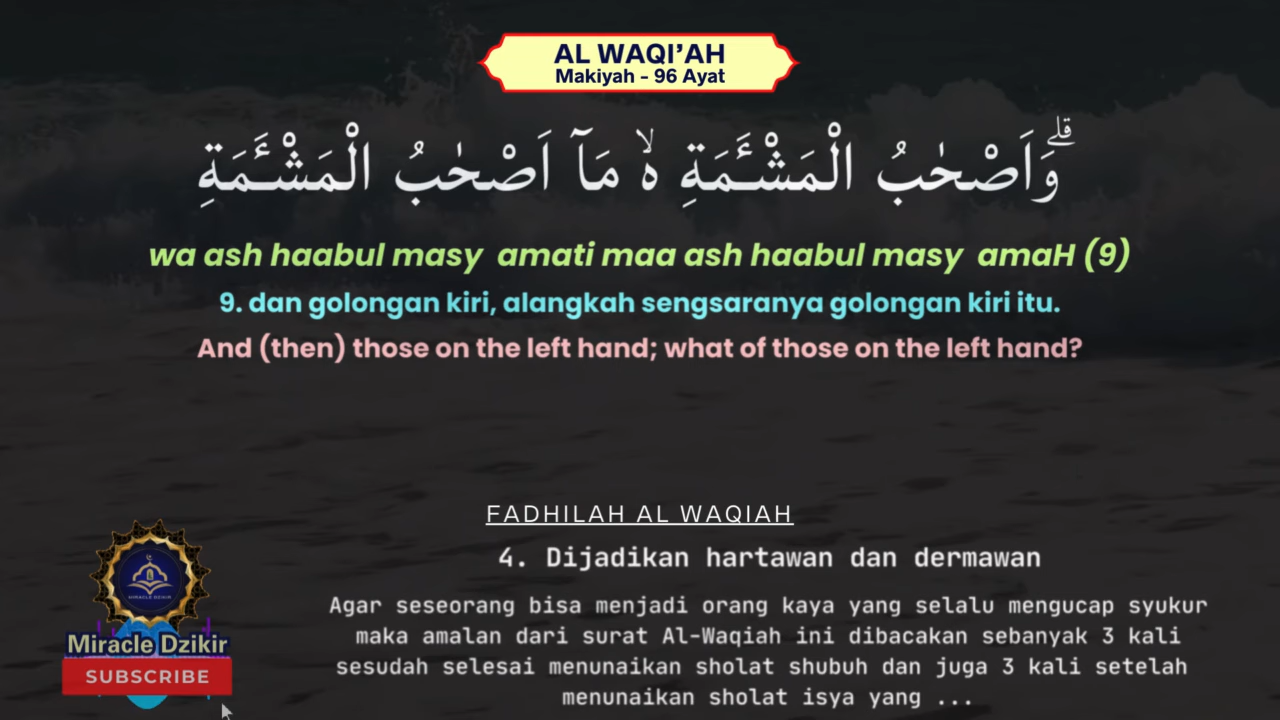 AL WAQI’AH
Makiyah - 96 Ayat
وَاَصْحٰبُ الْمَشْـَٔمَةِ ەۙ مَآ اَصْحٰبُ الْمَشْـَٔمَةِۗ
wa ash haabul masy  amati maa ash haabul masy  amaH (9)
9. dan golongan kiri, alangkah sengsaranya golongan kiri itu.
And (then) those on the left hand; what of those on the left hand?
FADHILAH AL WAQIAH
4. Dijadikan hartawan dan dermawan
Agar seseorang bisa menjadi orang kaya yang selalu mengucap syukur
maka amalan dari surat Al-Waqiah ini dibacakan sebanyak 3 kali
sesudah selesai menunaikan sholat shubuh dan juga 3 kali setelah
menunaikan sholat isya yang ...
MIRACLE DZIKIR
Miracle Dzikir
SUBSCRIBE